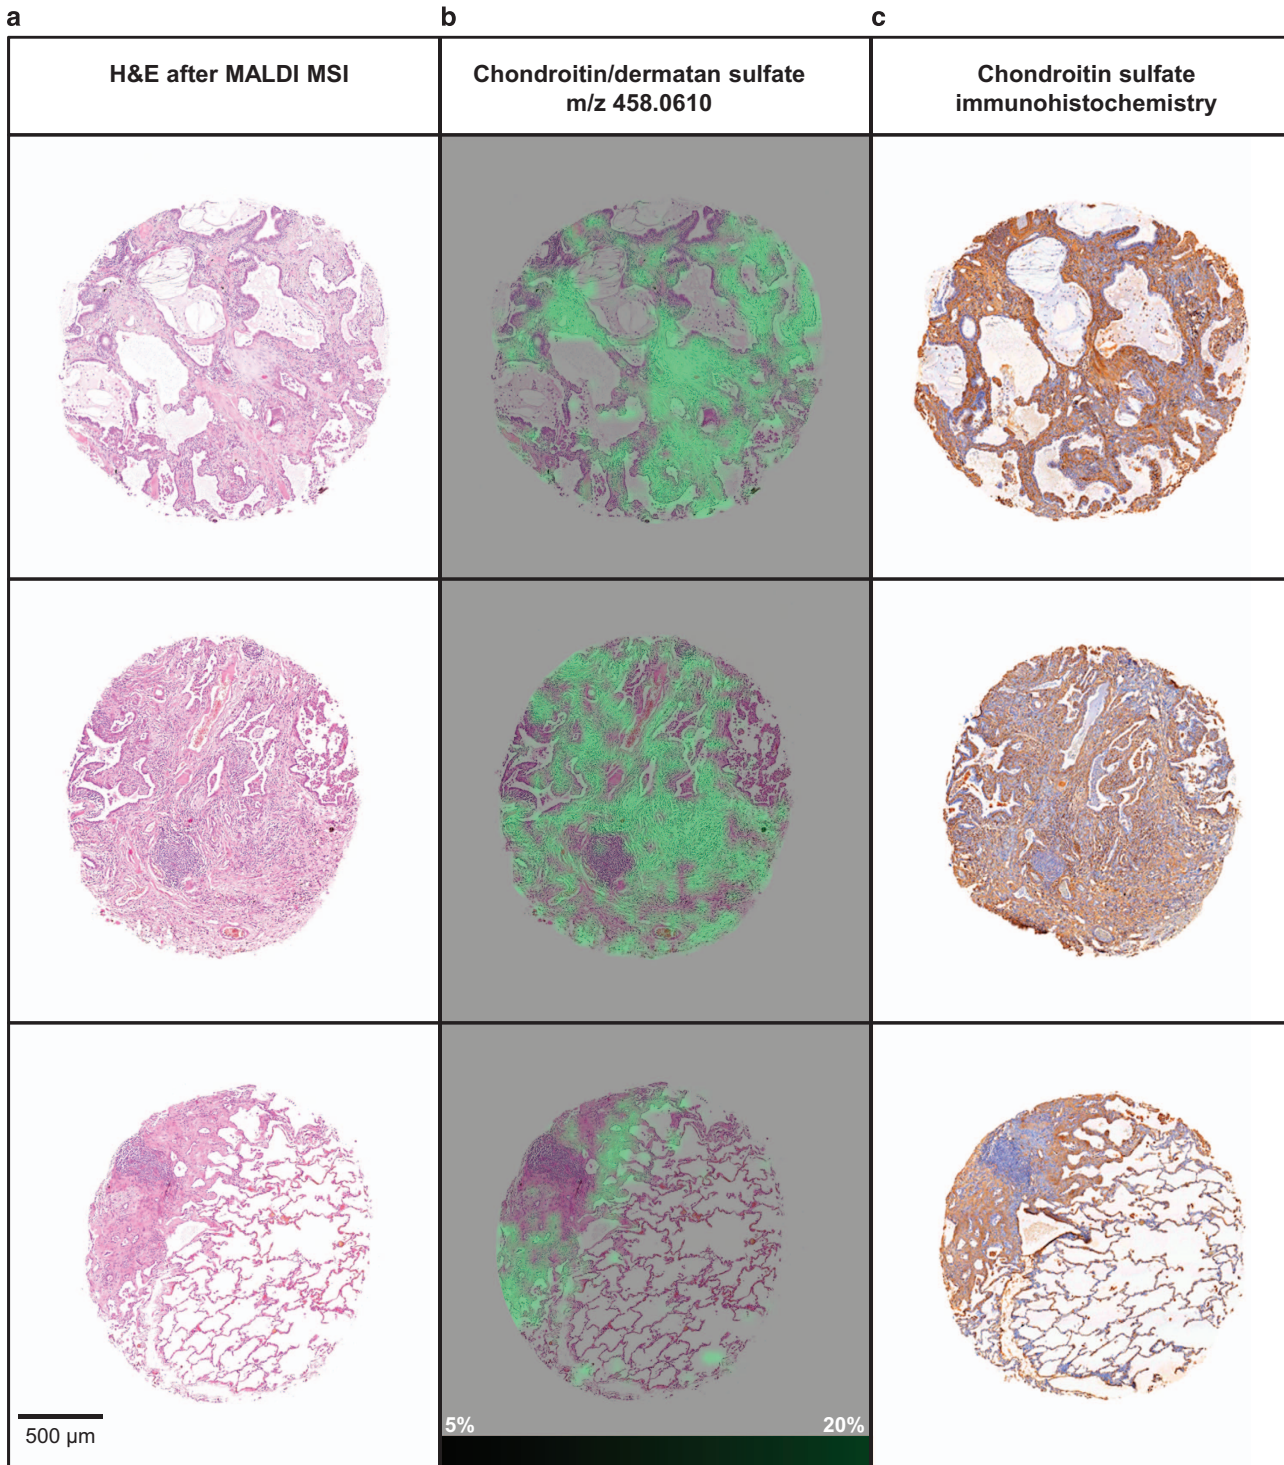 a
b
c
H&E after MALDI MSI
Chondroitin/dermatan sulfate
m/z 458.0610
Chondroitin sulfate
immunohistochemistry
500 µm
5%
20%